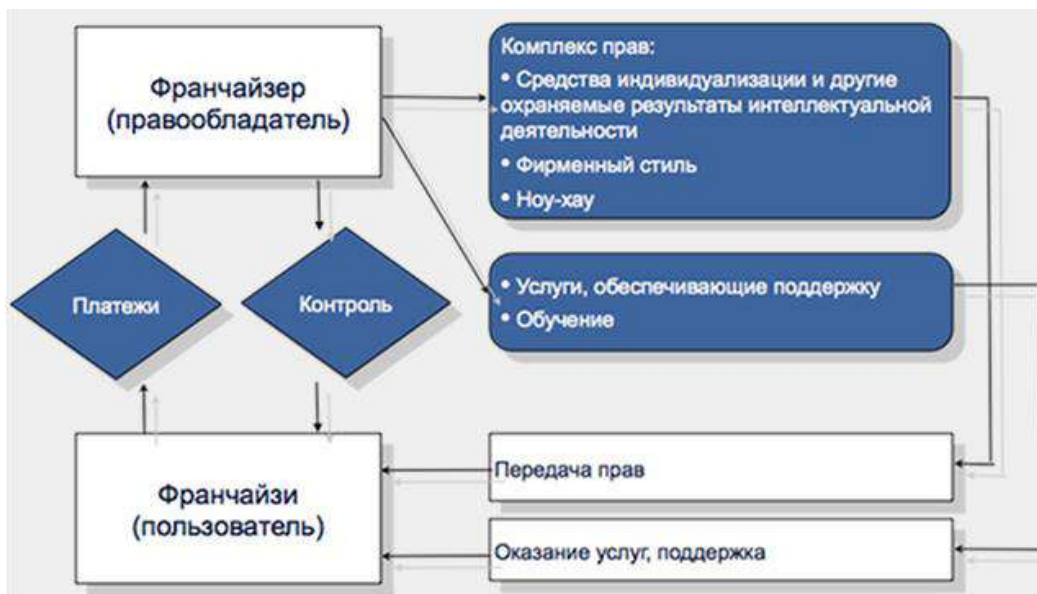 Франчайзер
(правообладатель)
Комплекс прав:
• Средства индивидуализации и другие
охраняемые результаты интеллектуальной
деятельности
• Фирменный стиль
• Ноу-хау
Платежи
Контроль
• Услуги, обеспечивающие поддержку
• Обучение
Франчайзи
(пользователь)
Передача прав
Оказание услуг, поддержка